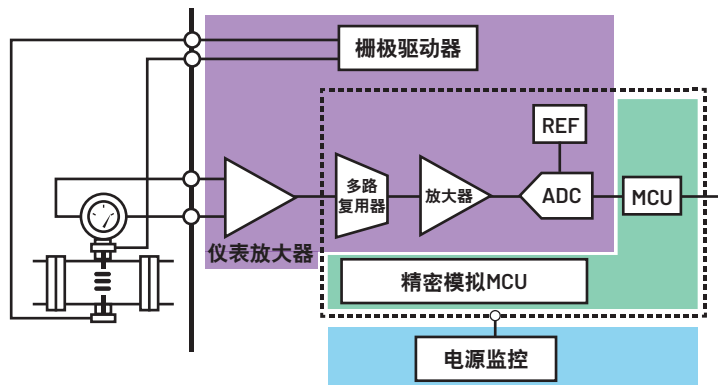 栅极驱动器
REF
多路
复用器
放大器
ADC
MCU
仪表放大器
精密模拟MCU
电源监控